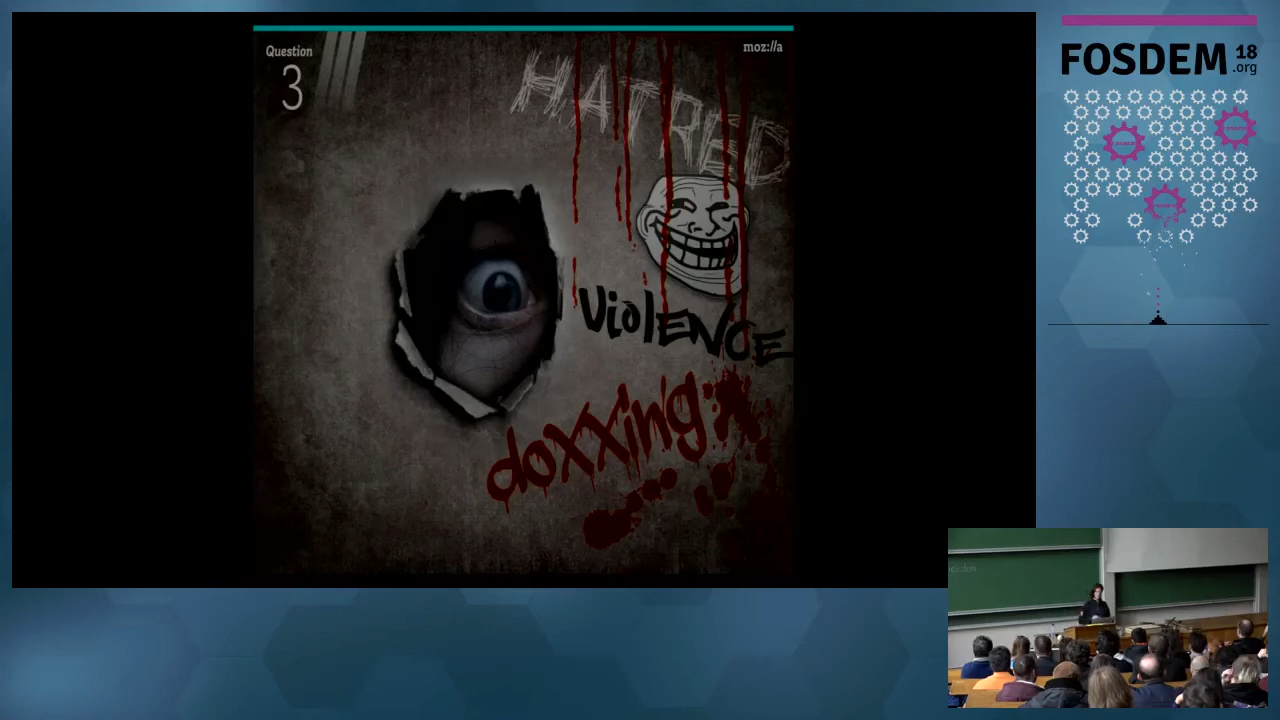 Question
3
moz://a
HATRED
ViolENCE
doxxing
FOSDEM 18
.org